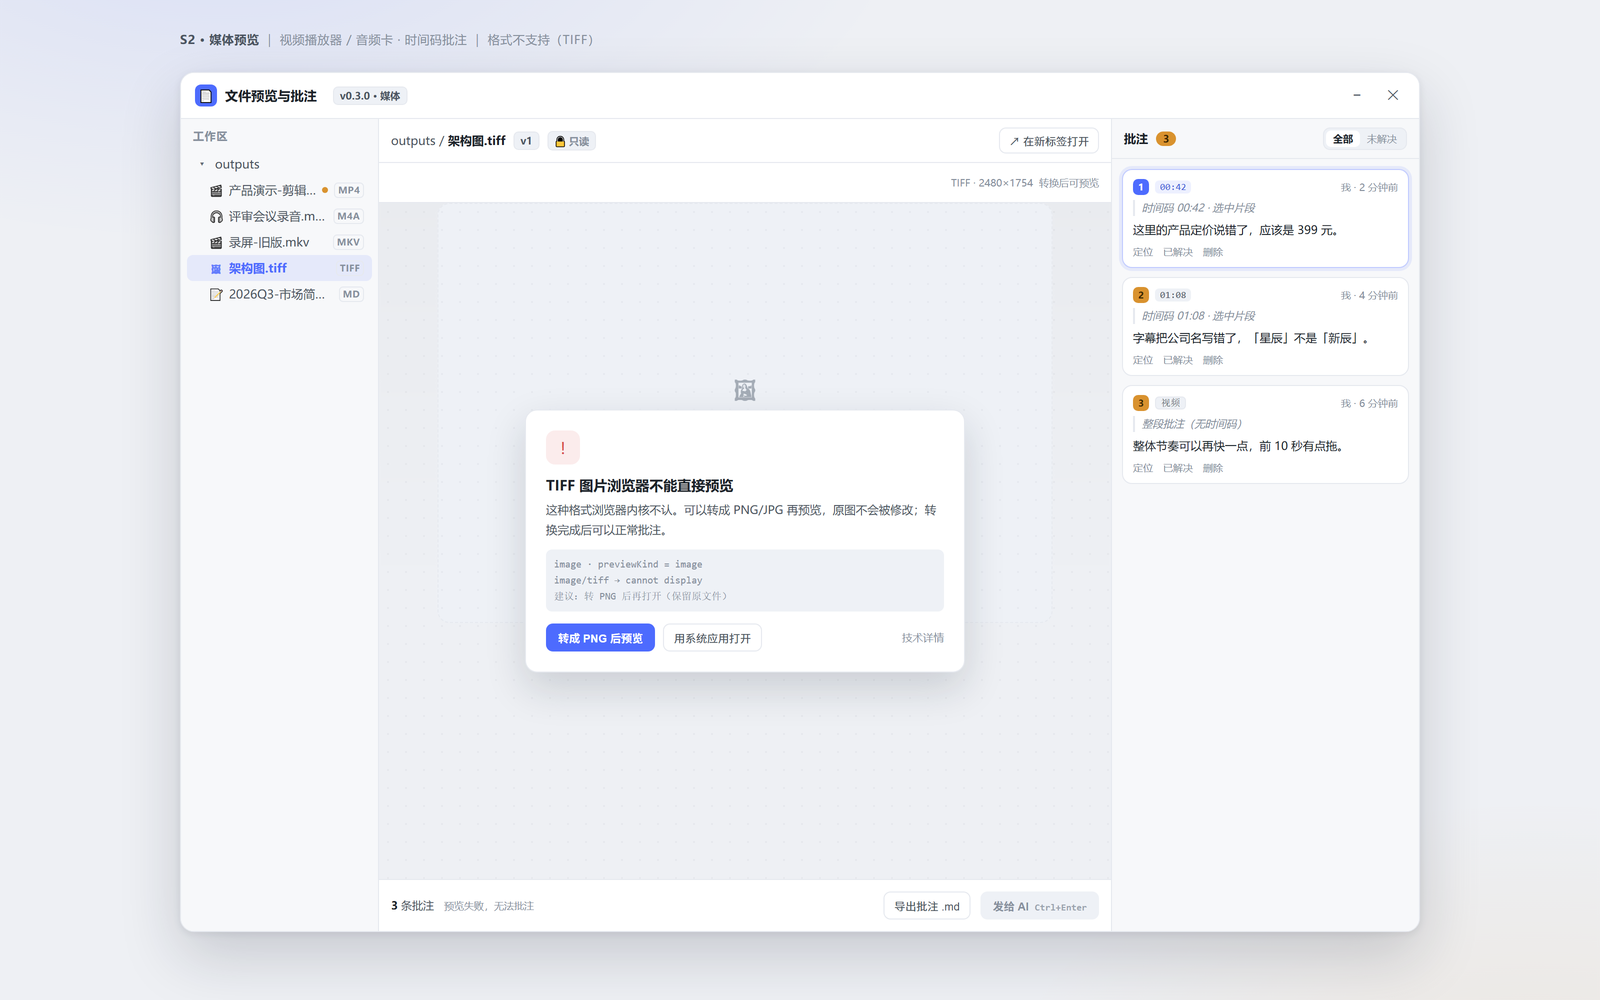 S2 • 媒体预览 | 视频播放器 / 音频卡 · 时间码批注 | 格式不支持（TIFF）
文件预览与批注 v0.3.0 • 媒体
工作区
outputs
产品演示-剪辑... MP4
评审会议录音.m... M4A
录屏-旧版.mkv MKV
架构图.tiff TIFF
2026Q3-市场简... MD
outputs / 架构图.tiff v1 只读 ↗ 在新标签打开
TIFF · 2480×1754 转换后可预览
!
TIFF 图片浏览器不能直接预览
这种格式浏览器内核不认。可以转成 PNG/JPG 再预览，原图不会被修改；转
换完成后可以正常批注。
image · previewKind = image
image/tiff → cannot display
建议：转 PNG 后再打开（保留原文件）
转成 PNG 后预览 用系统应用打开 技术详情
3 条批注 预览失败，无法批注 导出批注 .md 发给 AI Ctrl+Enter
批注 3 全部 未解决
1 00:42 我 · 2 分钟前
时间码 00:42 · 选中片段
这里的产品定价说错了，应该是 399 元。
定位 已解决 删除
2 01:08 我 · 4 分钟前
时间码 01:08 · 选中片段
字幕把公司名写错了，「星辰」不是「新辰」。
定位 已解决 删除
3 视频 我 · 6 分钟前
整段批注（无时间码）
整体节奏可以再快一点，前 10 秒有点拖。
定位 已解决 删除